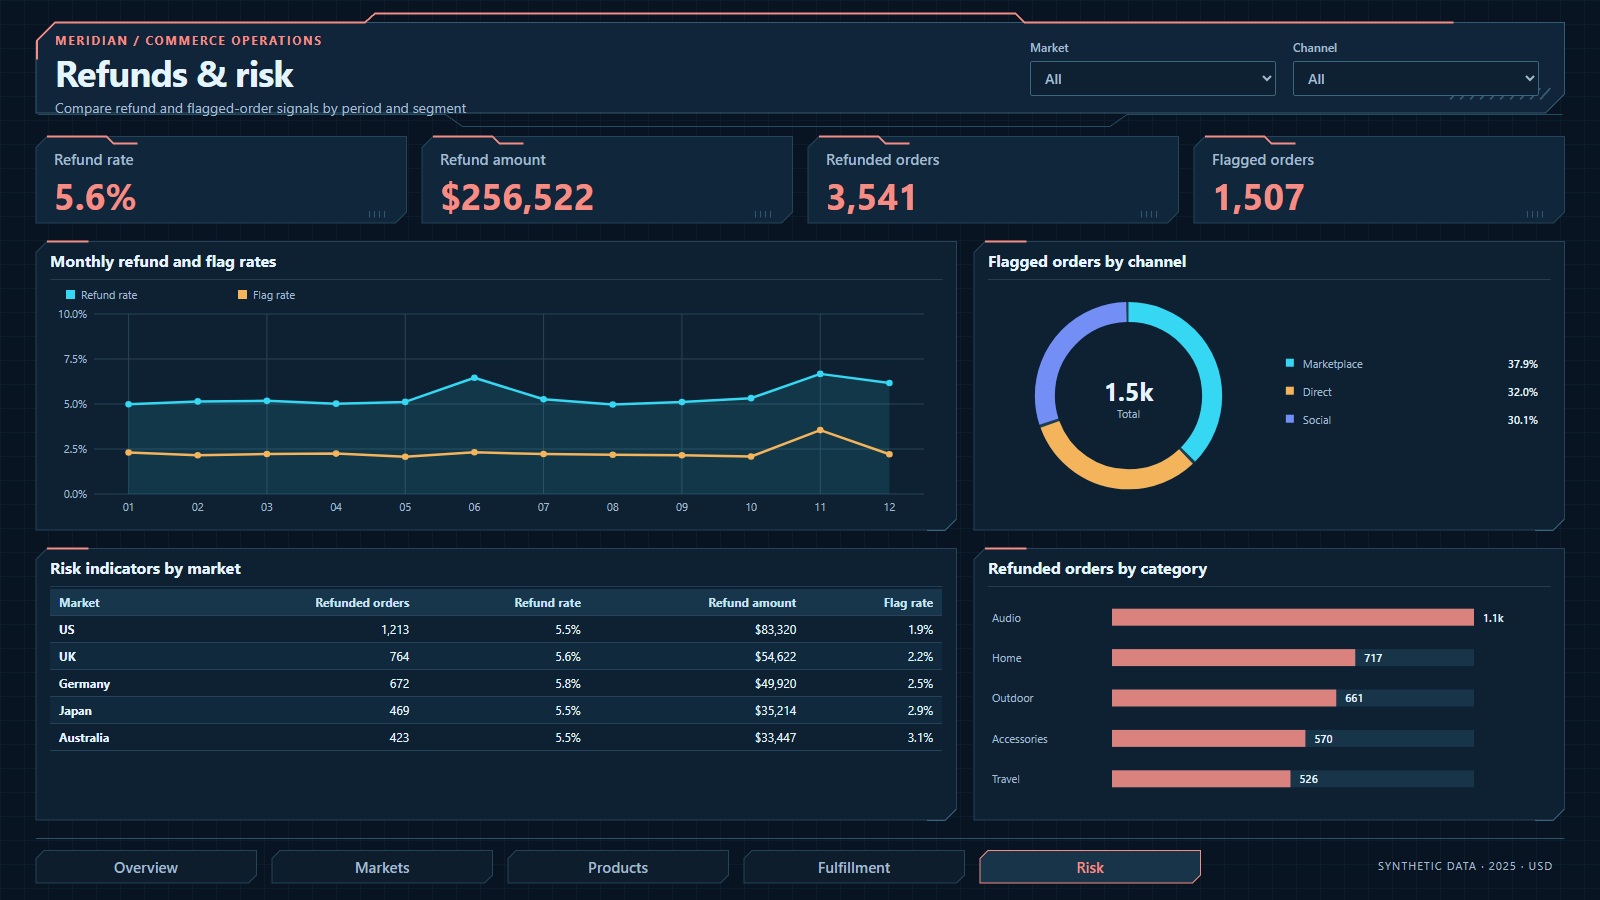 MERIDIAN / COMMERCE OPERATIONS
Refunds & risk
Compare refund and flagged-order signals by period and segment
Market
Channel
All
All
Refund rate
5.6%
Refund amount
$256,522
Refunded orders
3,541
Flagged orders
1,507
Monthly refund and flag rates
Refund rate
Flag rate
10.0%
7.5%
5.0%
2.5%
0.0%
01 02 03 04 05 06 07 08 09 10 11 12
Flagged orders by channel
1.5k
Total
Marketplace 37.9%
Direct 32.0%
Social 30.1%
Risk indicators by market
Market Refunded orders Refund rate Refund amount Flag rate
US 1,213 5.5% $83,320 1.9%
UK 764 5.6% $54,622 2.2%
Germany 672 5.8% $49,920 2.5%
Japan 469 5.5% $35,214 2.9%
Australia 423 5.5% $33,447 3.1%
Refunded orders by category
Audio 1.1k
Home 717
Outdoor 661
Accessories 570
Travel 526
Overview
Markets
Products
Fulfillment
Risk
SYNTHETIC DATA · 2025 · USD